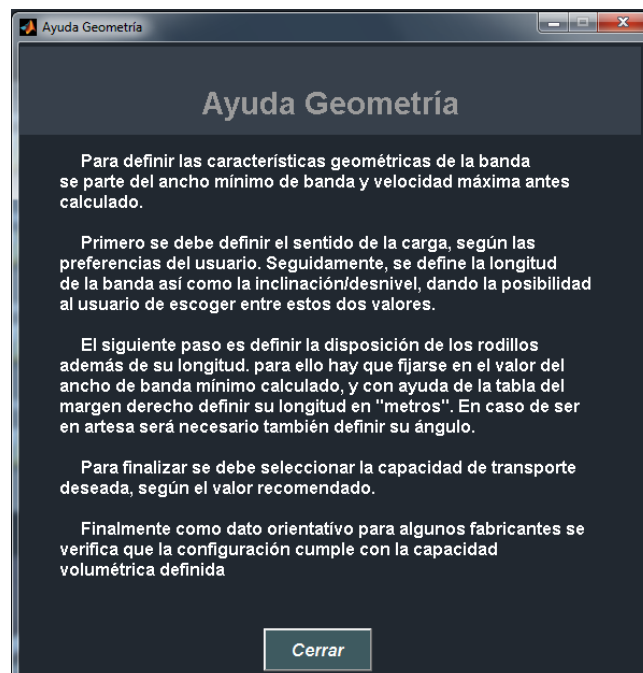 Ayuda Geometría
Ayuda Geometría
Para definir las características geométricas de la banda
se parte del ancho mínimo de banda y velocidad máxima antes
calculado.
Primero se debe definir el sentido de la carga, según las
preferencias del usuario. Seguidamente, se define la longitud
de la banda así como la inclinación/desnivel, dando la posibilidad
al usuario de escoger entre estos dos valores.
El siguiente paso es definir la disposición de los rodillos
además de su longitud. para ello hay que fijarse en el valor del
ancho de banda mínimo calculado, y con ayuda de la tabla del
margen derecho definir su longitud en "metros". En caso de ser
en artesa será necesario también definir su ángulo.
Para finalizar se debe seleccionar la capacidad de transporte
deseada, según el valor recomendado.
Finalmente como dato orientatívo para algunos fabricantes se
verifica que la configuración cumple con la capacidad
volumétrica definida
Cerrar